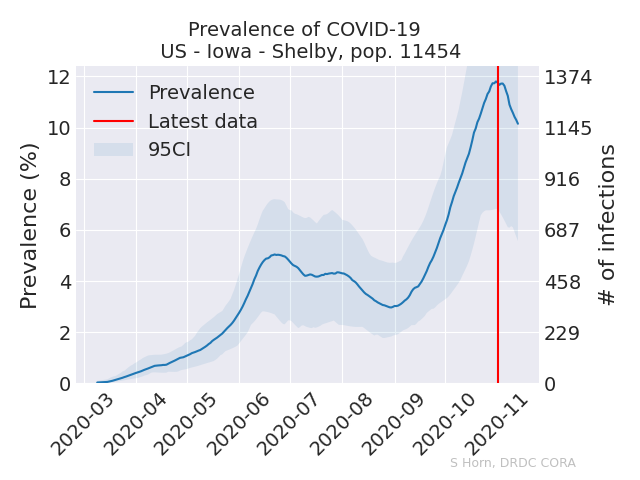 Prevalence of COVID-19
US - Iowa - Shelby, pop. 11454
Prevalence
Latest data
95CI
Prevalence (%)
12
10
8
6
4
2
0
1374
1145
916
687
458
229
0
# of infections
2020-03
2020-04
2020-05
2020-06
2020-07
2020-08
2020-09
2020-10
2020-11
S Horn, DRDC CORA